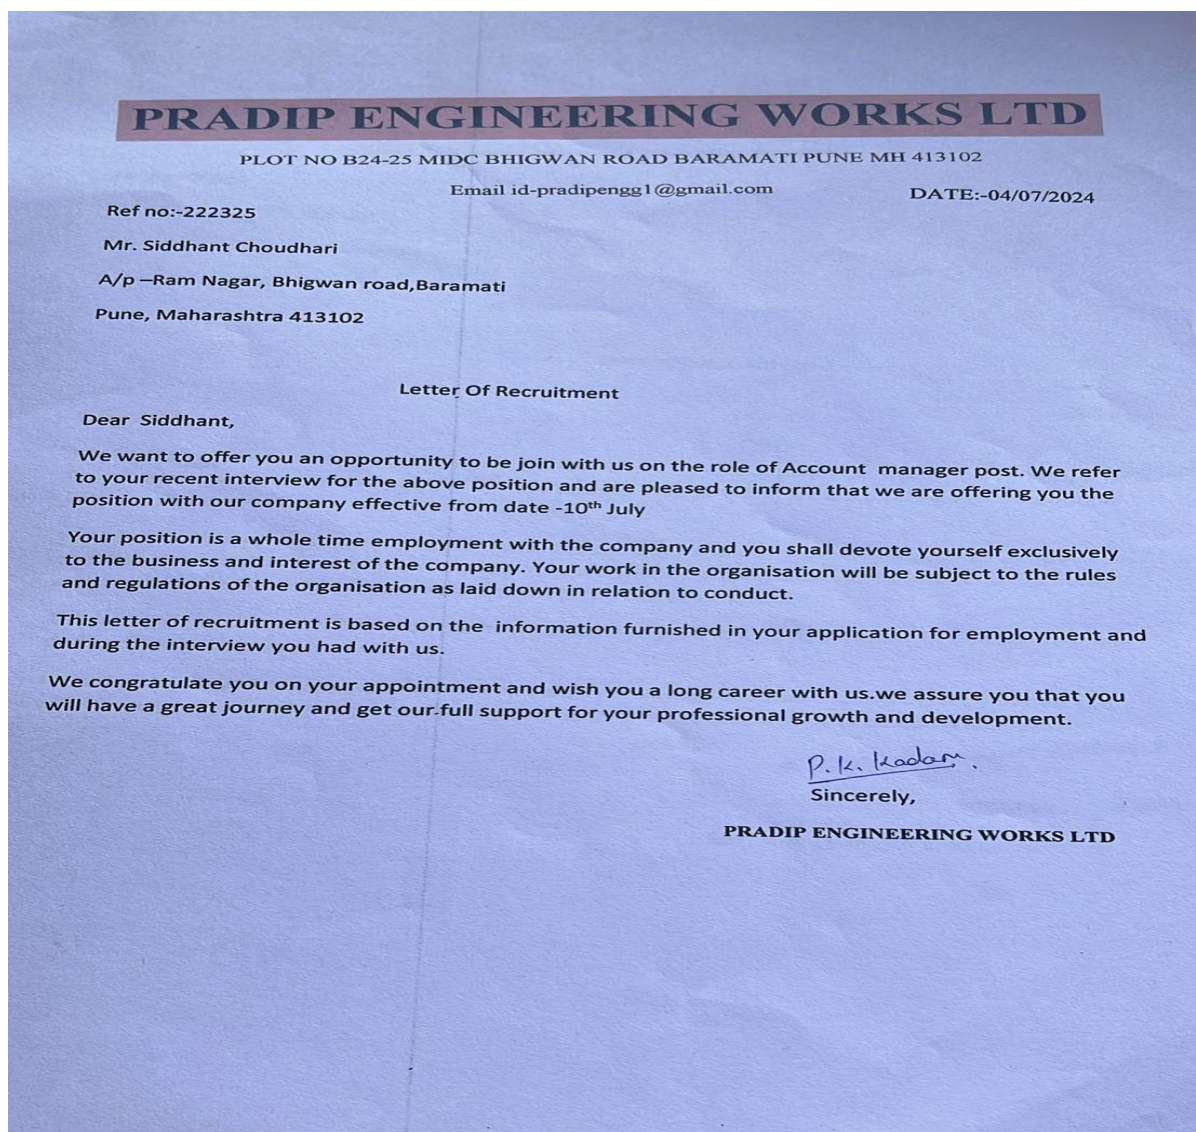 PRADIP ENGINEERING WORKS LTD
PLOT NO B24-25 MIDC BHIGWAN ROAD BARAMATI PUNE MH 413102
Email id-pradipengg1@gmail.com
DATE:-04/07/2024
Ref no:-222325
Mr. Siddhant Choudhari
A/p –Ram Nagar, Bhigwan road,Baramati
Pune, Maharashtra 413102
Letter Of Recruitment
Dear Siddhant,
We want to offer you an opportunity to be join with us on the role of Account manager post. We refer
to your recent interview for the above position and are pleased to inform that we are offering you the
position with our company effective from date -10th July
Your position is a whole time employment with the company and you shall devote yourself exclusively
to the business and interest of the company. Your work in the organisation will be subject to the rules
and regulations of the organisation as laid down in relation to conduct.
This letter of recruitment is based on the information furnished in your application for employment and
during the interview you had with us.
We congratulate you on your appointment and wish you a long career with us.we assure you that you
will have a great journey and get our full support for your professional growth and development.
P. K. Kadam.
Sincerely,
PRADIP ENGINEERING WORKS LTD